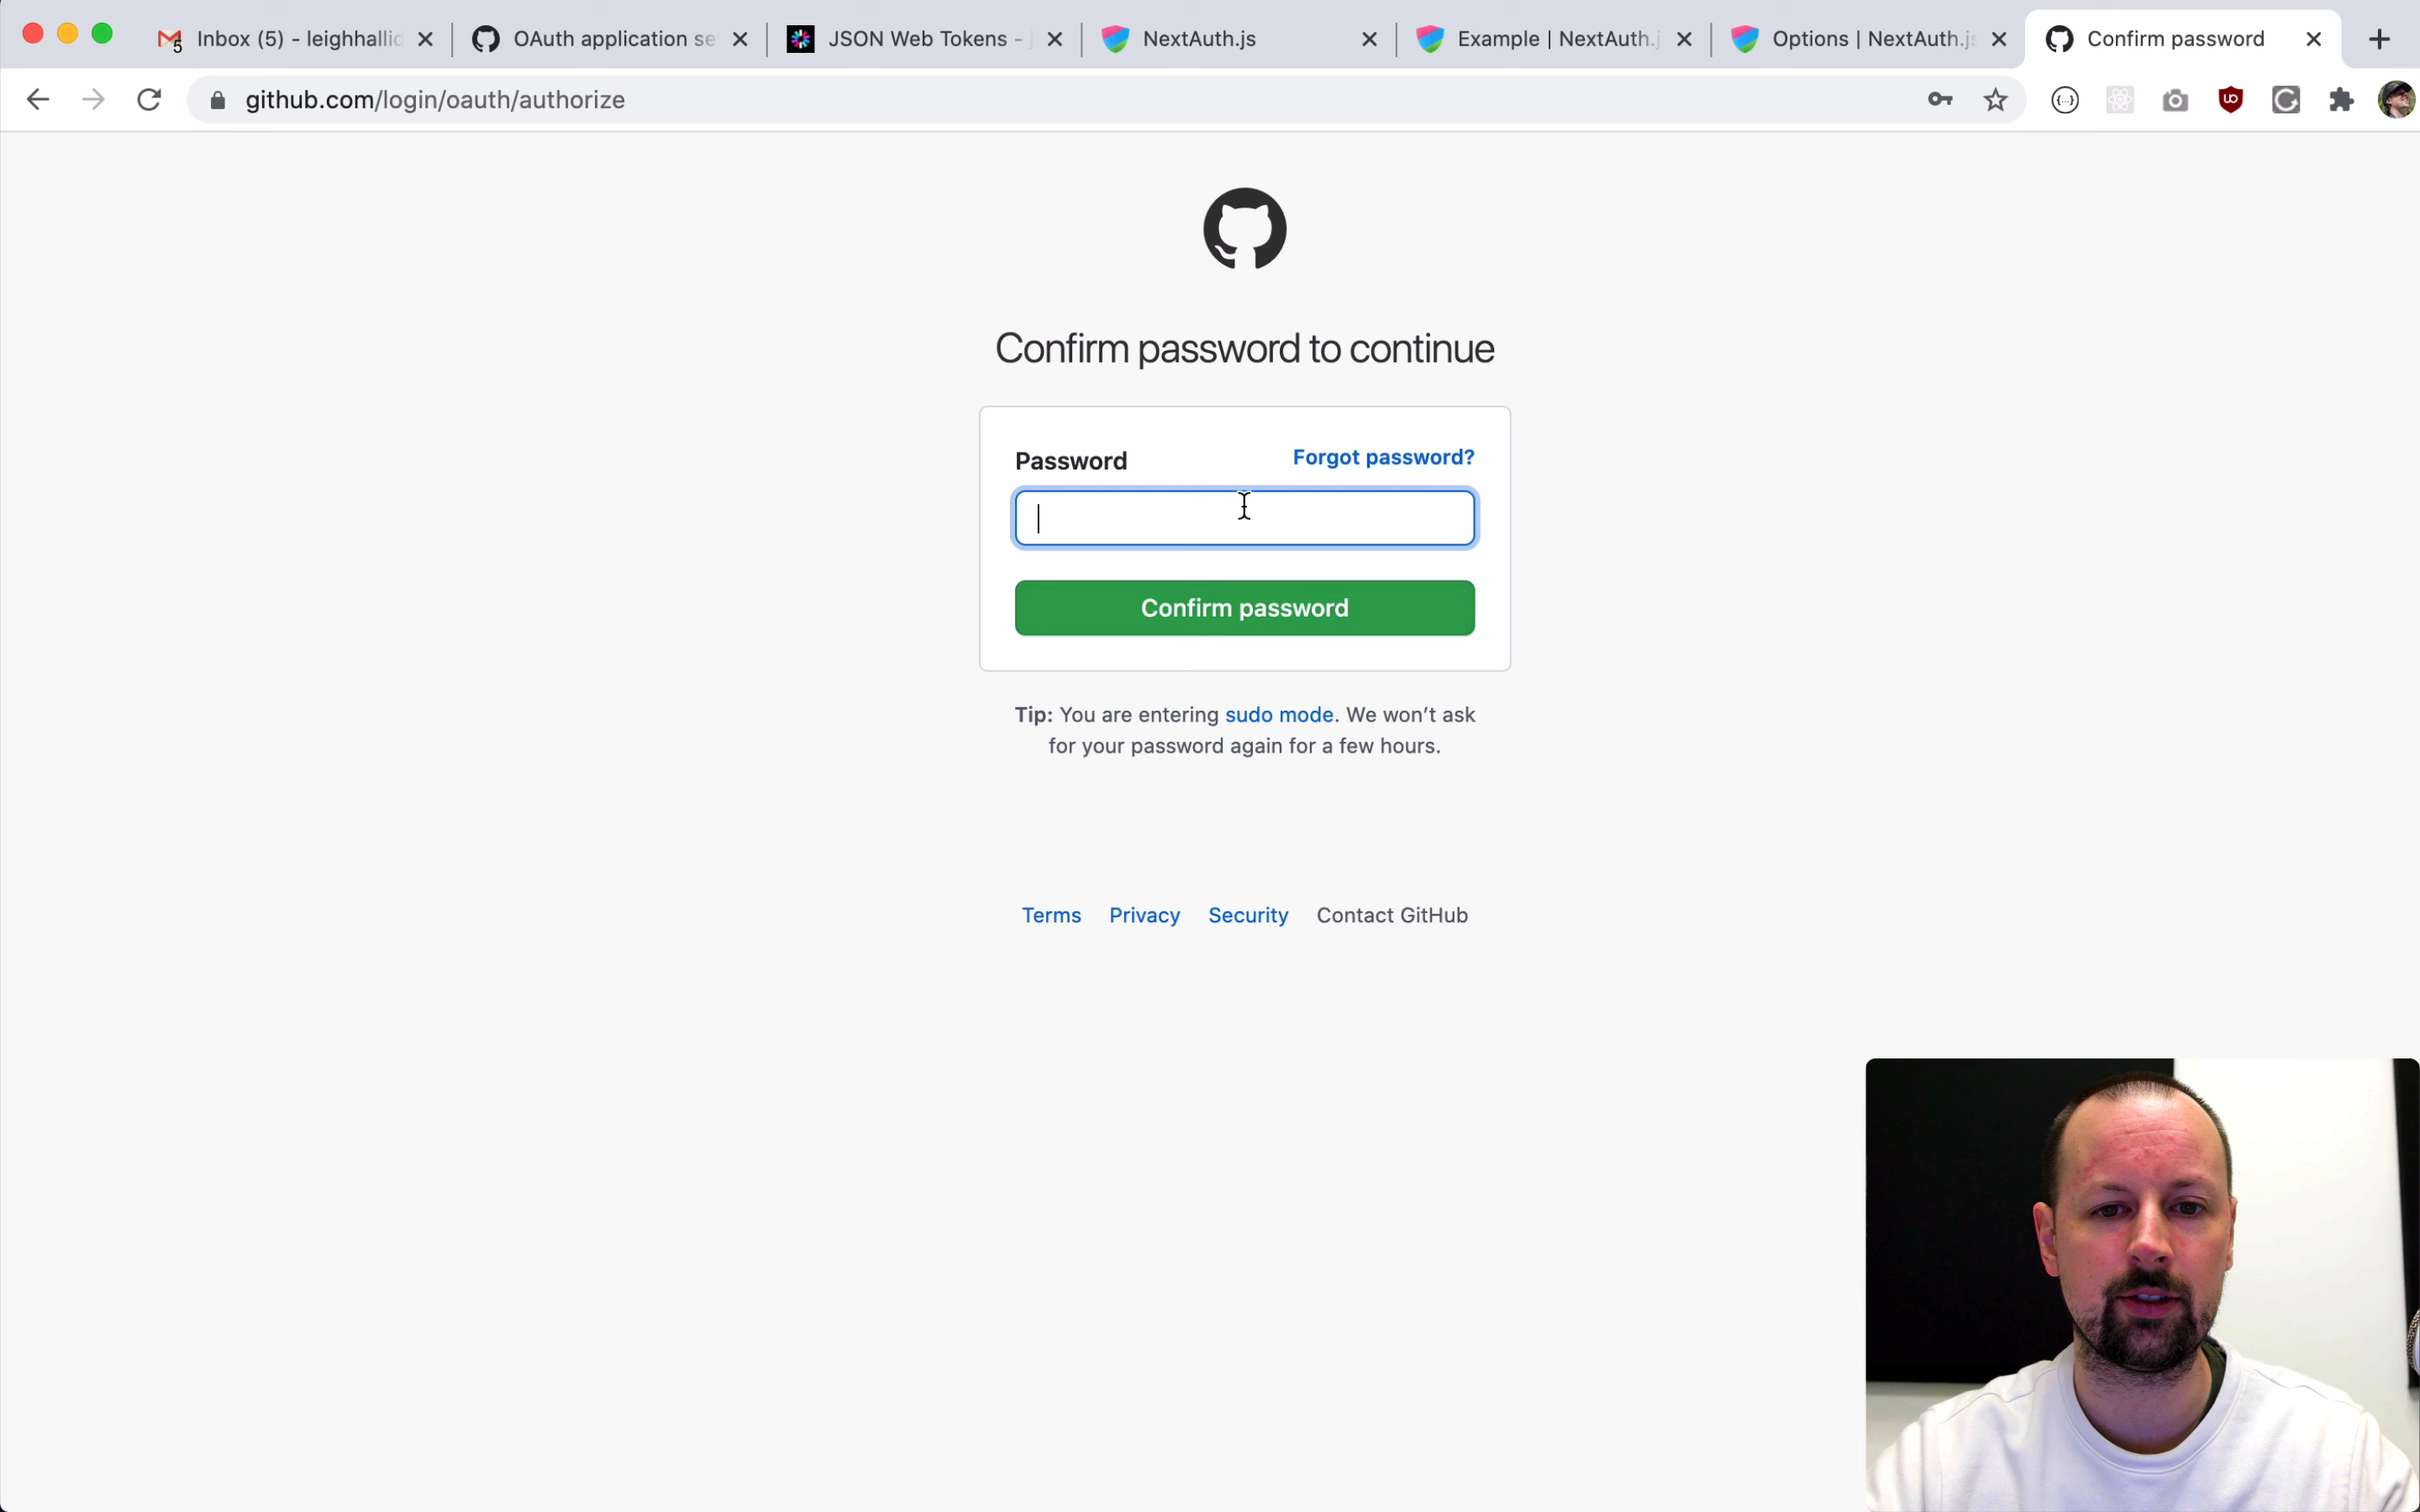 Inbox (5) - leighhallic
OAuth application se
JSON Web Tokens -
NextAuth.js
Example | NextAuth.j
Options | NextAuth.js
Confirm password
5
github.com/login/oauth/authorize
Confirm password to continue
Password
Forgot password?
Confirm password
Tip: You are entering sudo mode. We won't ask
for your password again for a few hours.
Terms
Privacy
Security
Contact GitHub